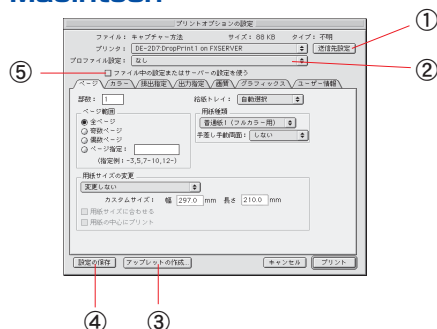 Macintosh
プリントオプションの設定
①
ファイル： キャプチャー方法 サイズ： 88 KB タイプ： 不明
プリンタ： DE-2D7:DropPrint1 on FXSERVER 送信先設定
プロファイル設定： なし
②
⑤
ファイル中の設定またはサーバーの設定を使う
ページ カラー 抽出指定 出力指定 画質 グラフィックス ユーザー情報
部数： 1 給紙トレイ： 自動選択
ページ範囲 用紙種類
全ページ 普通紙1（フルカラー用）
奇数ページ 手差し手動両面： しない
偶数ページ
ページ指定：
(指定例：-3,5,7-10,12-)
用紙サイズの変更
変更しない
カスタムサイズ： 幅 297.0 mm 長さ 210.0 mm
用紙サイズに合わせる
用紙の中心にプリント
設定の保存 アップレットの作成... キャンセル プリント
④ ③